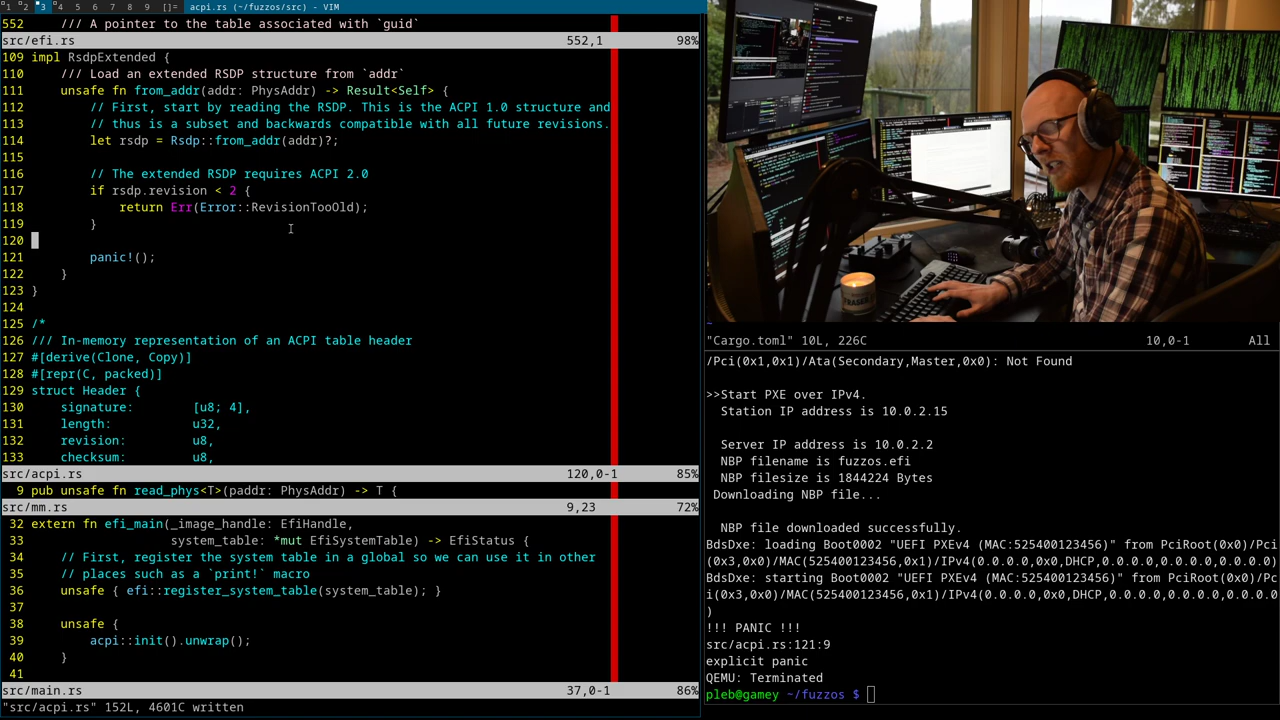 1 2 3 4 5 6 7 8 9 []= acpi.rs (~/fuzzos/src) - VIM
552 /// A pointer to the table associated with `guid`
src/efi.rs 552,1 98%
109 impl RsdpExtended {
110 /// Load an extended RSDP structure from `addr`
111 unsafe fn from_addr(addr: PhysAddr) -> Result<Self> {
112 // First, start by reading the RSDP. This is the ACPI 1.0 structure and
113 // thus is a subset and backwards compatible with all future revisions.
114 let rsdp = Rsdp::from_addr(addr)?;
115
116 // The extended RSDP requires ACPI 2.0
117 if rsdp.revision < 2 {
118 return Err(Error::RevisionTooOld);
119 }
120
121 panic!();
122 }
123 }
124
125 /*
126 /// In-memory representation of an ACPI table header
127 #[derive(Clone, Copy)]
128 #[repr(C, packed)]
129 struct Header {
130 signature: [u8; 4],
131 length: u32,
132 revision: u8,
133 checksum: u8,
src/acpi.rs 120,0-1 85%
9 pub unsafe fn read_phys<T>(paddr: PhysAddr) -> T {
src/mm.rs 9,23 72%
32 extern fn efi_main(_image_handle: EfiHandle,
33 system_table: *mut EfiSystemTable) -> EfiStatus {
34 // First, register the system table in a global so we can use it in other
35 // places such as a `print!` macro
36 unsafe { efi::register_system_table(system_table); }
37
38 unsafe {
39 acpi::init().unwrap();
40 }
41
src/main.rs 37,0-1 86%
"src/acpi.rs" 152L, 4601C written
~
"Cargo.toml" 10L, 226C 10,0-1 All
/Pci(0x1,0x1)/Ata(Secondary,Master,0x0): Not Found
>>Start PXE over IPv4.
Station IP address is 10.0.2.15
Server IP address is 10.0.2.2
NBP filename is fuzzos.efi
NBP filesize is 1844224 Bytes
Downloading NBP file...
NBP file downloaded successfully.
BdsDxe: loading Boot0002 "UEFI PXEv4 (MAC:525400123456)" from PciRoot(0x0)/Pci
(0x3,0x0)/MAC(525400123456,0x1)/IPv4(0.0.0.0,0x0,DHCP,0.0.0.0,0.0.0.0,0.0.0.0)
BdsDxe: starting Boot0002 "UEFI PXEv4 (MAC:525400123456)" from PciRoot(0x0)/Pc
i(0x3,0x0)/MAC(525400123456,0x1)/IPv4(0.0.0.0,0x0,DHCP,0.0.0.0,0.0.0.0,0.0.0.0
)
!!! PANIC !!!
src/acpi.rs:121:9
explicit panic
QEMU: Terminated
pleb@gamey ~/fuzzos $